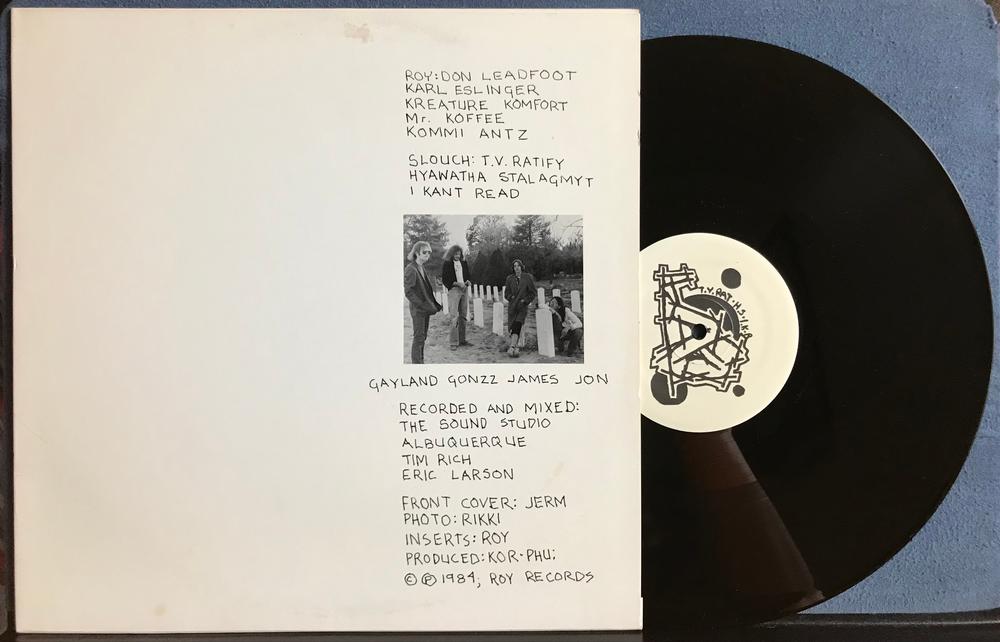 ROY: DON LEADFOOT
KARL ESLINGER
KREATURE KOMFORT
Mr. KOFFEE
KOMMI ANTZ
SLOUCH: T.V. RATIFY
HYAWATHA STALAGMYT
I KANT READ
GAYLAND GONZZ JAMES JON
RECORDED AND MIXED:
THE SOUND STUDIO
ALBUQUERQUE
TIM RICH
ERIC LARSON
FRONT COVER: JERM
PHOTO: RIKKI
INSERTS: ROY
PRODUCED: KOR-PHU;
© ℗ 1984; ROY RECORDS
T.V. RAT. H.S. I.K.R.